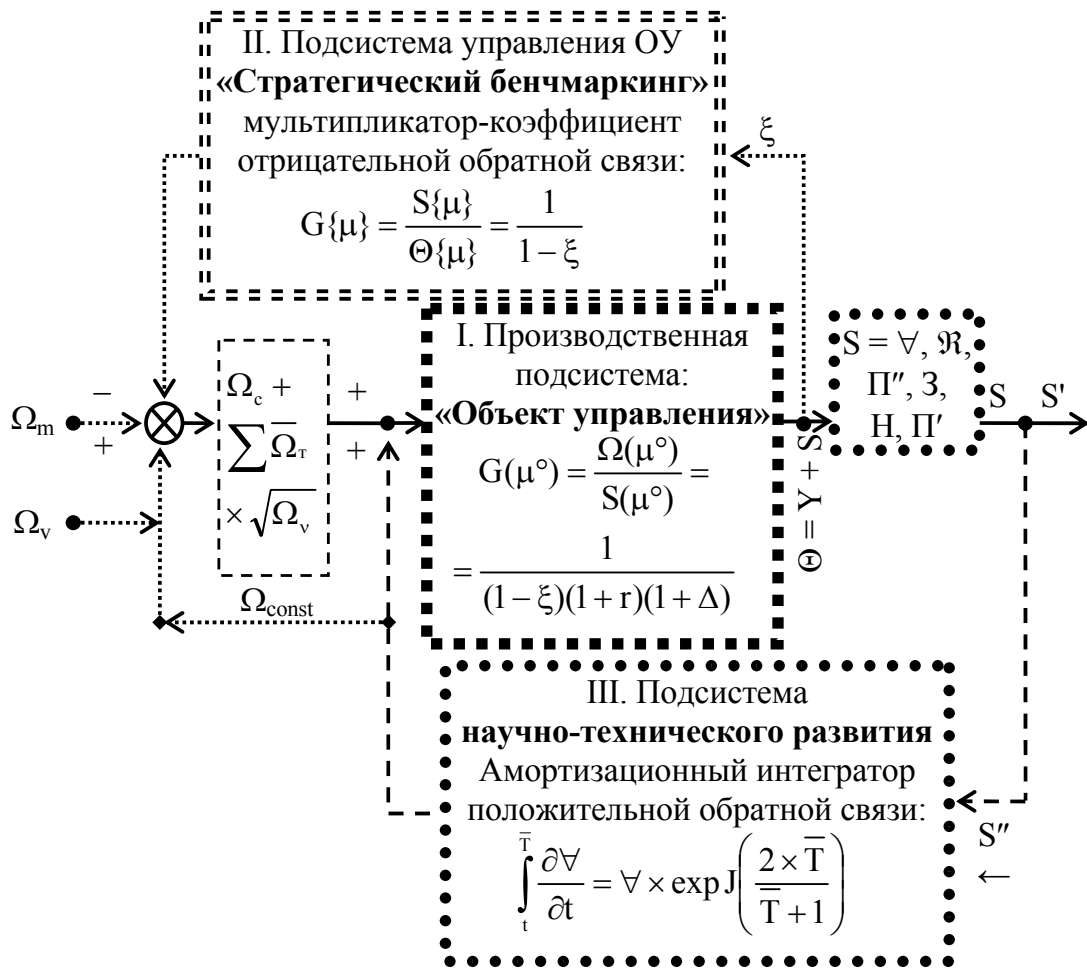 II. Подсистема управления ОУ
«Стратегический бенчмаркинг»
мультипликатор-коэффициент
отрицательной обратной связи:
G{μ} = S{μ} / Θ{μ} = 1 / (1 − ξ)
ξ
I. Производственная
подсистема:
«Объект управления»
G(μ°) = Ω(μ°) / S(μ°) =
= 1 / ((1 − ξ)(1 + r)(1 + Δ))
Ωm
−
+
Ωv
Ωc +
∑ Ω̅т
× √Ωv
+
+
Ωconst
Θ = Y + S
S = ∀, ℜ,
П″, З,
Н, П′
S
S'
III. Подсистема
научно-технического развития
Амортизационный интегратор
положительной обратной связи:
∫ₜ^T̅ ∂∀/∂t = ∀ × exp J((2 × T̅) / (T̅ + 1))
S″
←